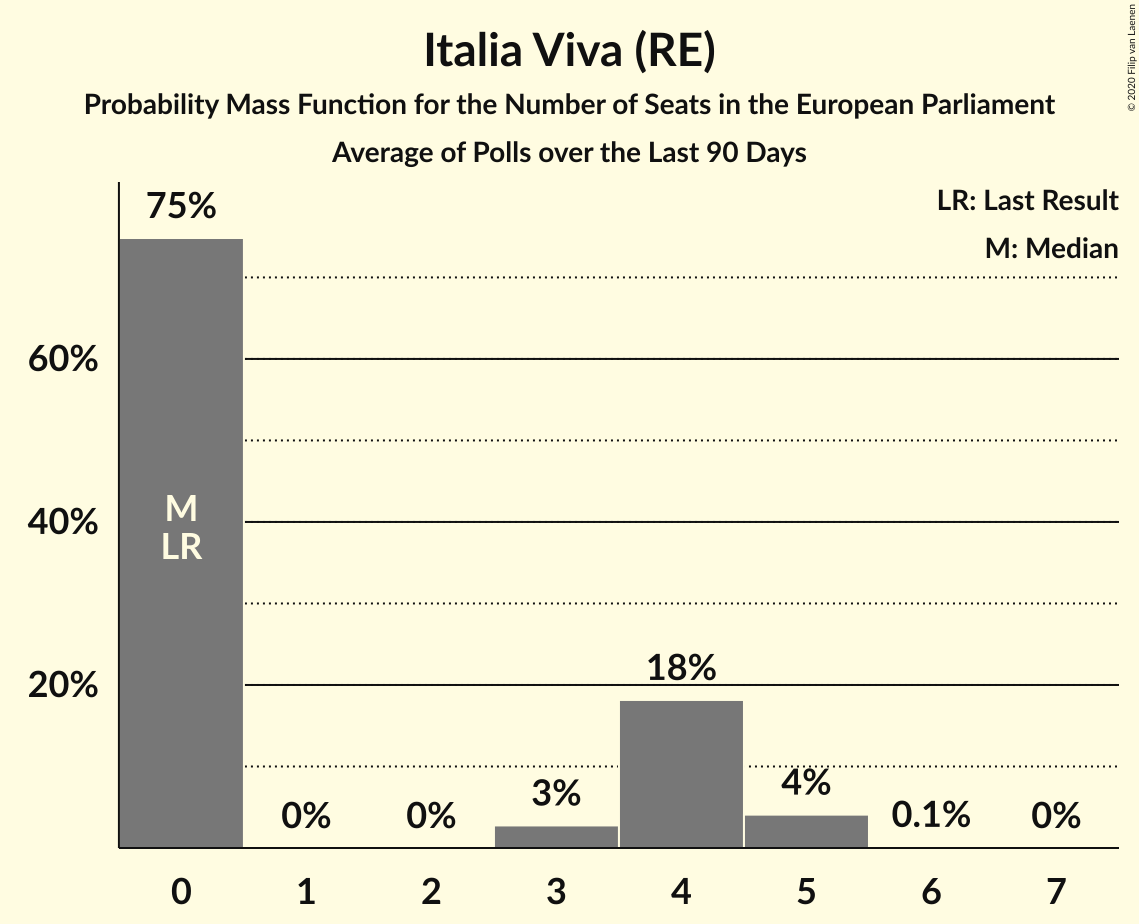 Italia Viva (RE)
Probability Mass Function for the Number of Seats in the European Parliament
Average of Polls over the Last 90 Days
© 2020 Filip van Laenen
LR: Last Result
M: Median
75%
60%
40%
20%
M
LR
0%
0%
3%
18%
4%
0.1%
0%
0
1
2
3
4
5
6
7